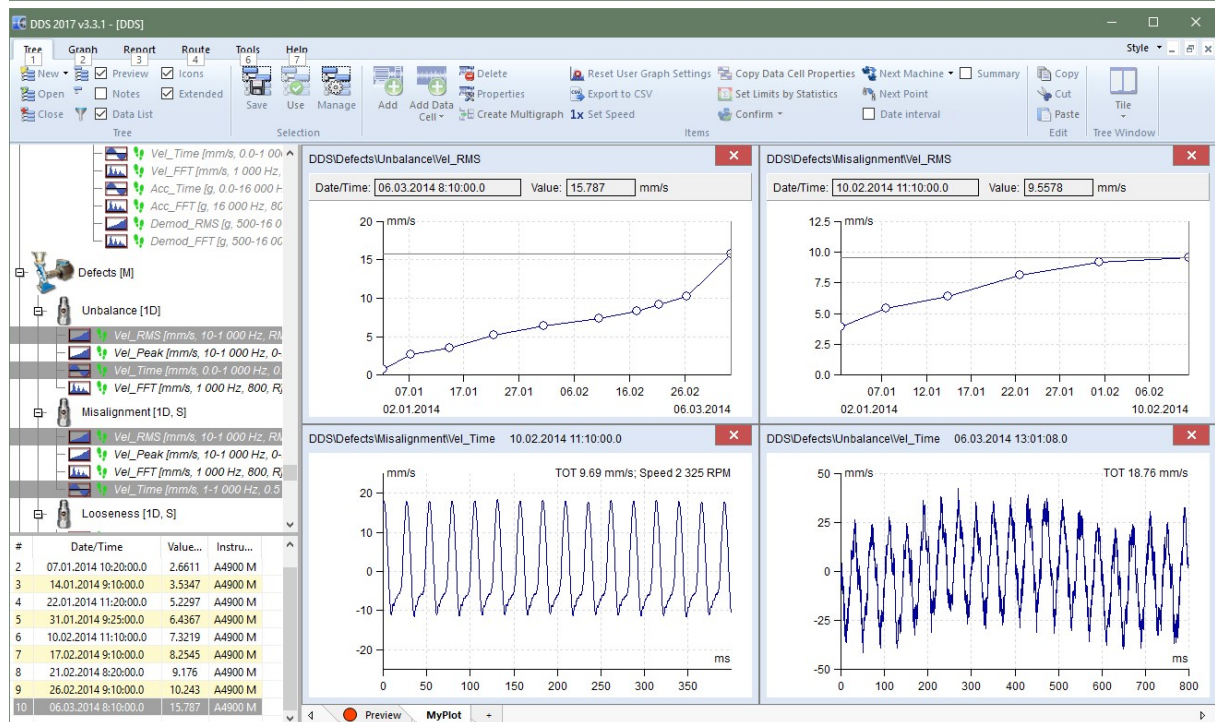 DDS 2017 v3.3.1 - [DDS]
Tree Graph Report Route Tools Help Style
1 2 3 4 6 7
New Preview Icons
Open Notes Extended
Close Data List
Tree
Save Use Manage
Selection
Add Add Data Cell
Delete
Properties
Create Multigraph
Reset User Graph Settings
Export to CSV
1x Set Speed
Copy Data Cell Properties
Set Limits by Statistics
Confirm
Next Machine Summary
Next Point
Date interval
Items
Copy
Cut
Paste
Edit
Tile
Tree Window
Vel_Time [mm/s, 0.0-1 00
Vel_FFT [mm/s, 1 000 Hz,
Acc_Time [g, 0.0-16 000 H
Acc_FFT [g, 16 000 Hz, 80
Demod_RMS [g, 500-16 0
Demod_FFT [g, 500-16 00
Defects [M]
Unbalance [1D]
Vel_RMS [mm/s, 10-1 000 Hz, RM
Vel_Peak [mm/s, 10-1 000 Hz, 0-
Vel_Time [mm/s, 0.0-1 000 Hz, 0.
Vel_FFT [mm/s, 1 000 Hz, 800, R]
Misalignment [1D, S]
Vel_RMS [mm/s, 10-1 000 Hz, RM
Vel_Peak [mm/s, 10-1 000 Hz, 0-
Vel_FFT [mm/s, 1 000 Hz, 800, R]
Vel_Time [mm/s, 1-1 000 Hz, 0.5
Looseness [1D, S]
# Date/Time Value... Instru...
2 07.01.2014 10:20:00.0 2.6611 A4900 M
3 14.01.2014 9:10:00.0 3.5347 A4900 M
4 22.01.2014 11:20:00.0 5.2297 A4900 M
5 31.01.2014 9:25:00.0 6.4367 A4900 M
6 10.02.2014 11:10:00.0 7.3219 A4900 M
7 17.02.2014 9:10:00.0 8.2545 A4900 M
8 21.02.2014 8:20:00.0 9.176 A4900 M
9 26.02.2014 9:10:00.0 10.243 A4900 M
10 06.03.2014 8:10:00.0 15.787 A4900 M
DDS\Defects\Unbalance\Vel_RMS
Date/Time: 06.03.2014 8:10:00.0 Value: 15.787 mm/s
20 mm/s
15
10
5
0
07.01 17.01 27.01 06.02 16.02 26.02
02.01.2014 06.03.2014
DDS\Defects\Misalignment\Vel_RMS
Date/Time: 10.02.2014 11:10:00.0 Value: 9.5578 mm/s
12.5 mm/s
10.0
7.5
5.0
2.5
0.0
07.01 12.01 17.01 22.01 27.01 01.02 06.02
02.01.2014 10.02.2014
DDS\Defects\Misalignment\Vel_Time 10.02.2014 11:10:00.0
mm/s TOT 9.69 mm/s; Speed 2 325 RPM
20
10
0
-10
-20
ms
0 50 100 150 200 250 300 350
DDS\Defects\Unbalance\Vel_Time 06.03.2014 13:01:08.0
50 mm/s TOT 18.76 mm/s
25
0
-25
-50
ms
0 100 200 300 400 500 600 700 800
Preview MyPlot +